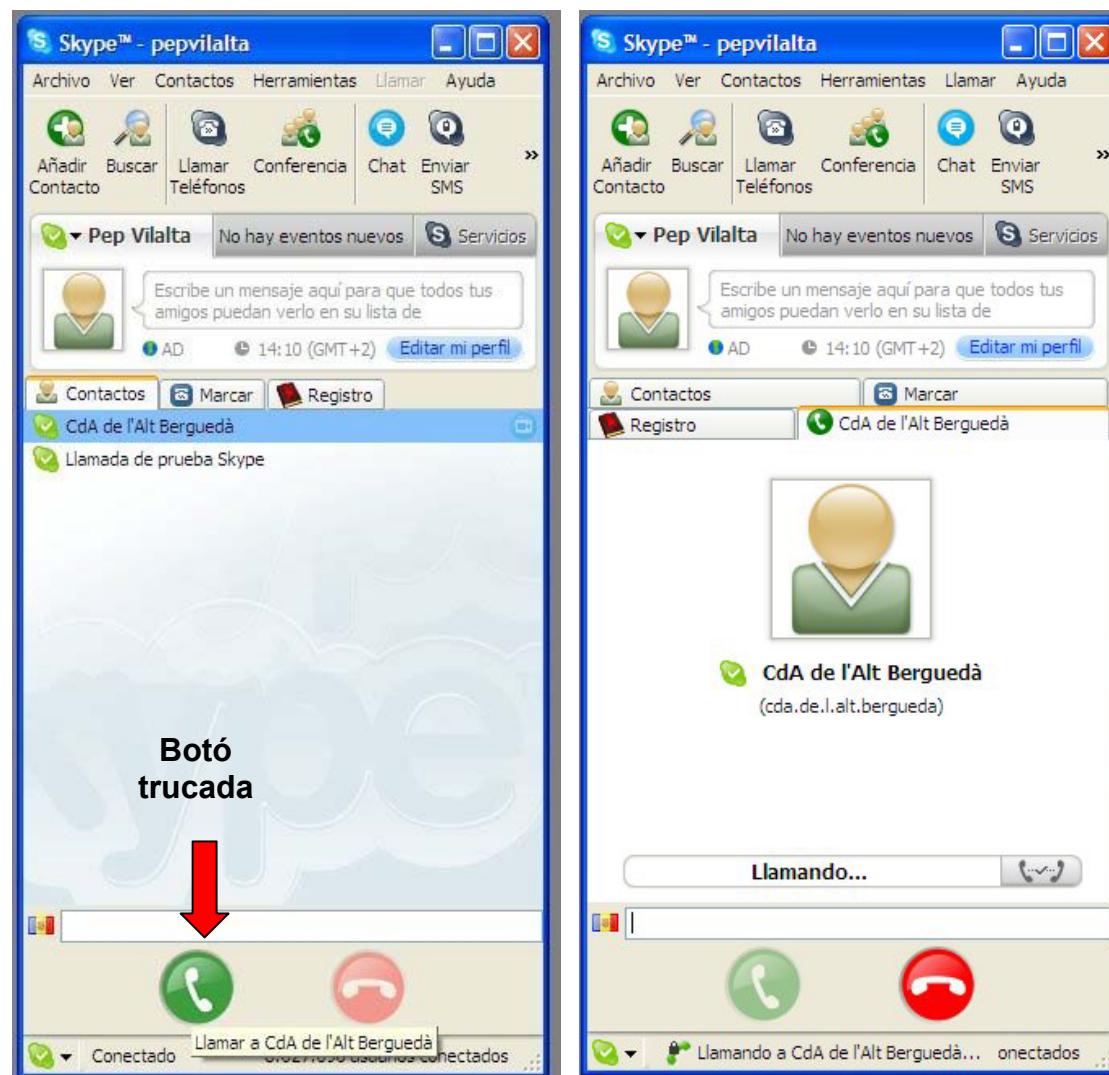 Skype™ - pepvilalta
Archivo Ver Contactos Herramientas Llamar Ayuda
Añadir Contacto
Buscar
Llamar Teléfonos
Conferencia
Chat
Enviar SMS
»
Pep Vilalta
No hay eventos nuevos
Servicios
Escribe un mensaje aquí para que todos tus
amigos puedan verlo en su lista de
AD 14:10 (GMT+2) Editar mi perfil
Contactos Marcar Registro
CdA de l'Alt Berguedà
Llamada de prueba Skype
Botó
trucada
Llamar a CdA de l'Alt Berguedà
Conectado usuarios conectados
Skype™ - pepvilalta
Archivo Ver Contactos Herramientas Llamar Ayuda
Añadir Contacto
Buscar
Llamar Teléfonos
Conferencia
Chat
Enviar SMS
»
Pep Vilalta
No hay eventos nuevos
Servicios
Escribe un mensaje aquí para que todos tus
amigos puedan verlo en su lista de
AD 14:10 (GMT+2) Editar mi perfil
Contactos Marcar
Registro CdA de l'Alt Berguedà
CdA de l'Alt Berguedà
(cda.de.l.alt.bergueda)
Llamando...
Llamando a CdA de l'Alt Berguedà... onectados